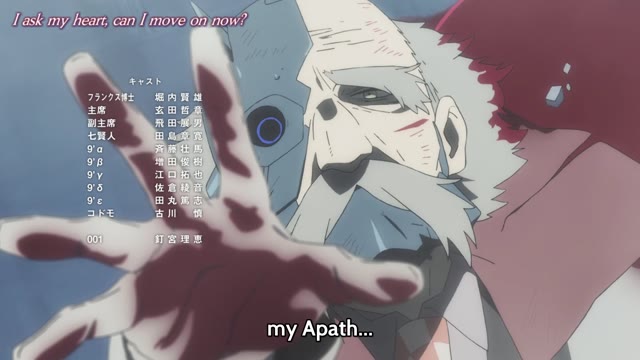 I ask my heart, can I move on now?
キャスト
フランクス博士 堀内賢雄
主席 玄田哲章
副主席 飛田展男
七賢人 田島章寛
9'α 斉藤壮馬
9'β 増田俊樹
9'γ 江口拓也
9'δ 佐倉綾音
9'ε 田丸篤志
コドモ 古川 慎
001 釘宮理恵
my Apath...